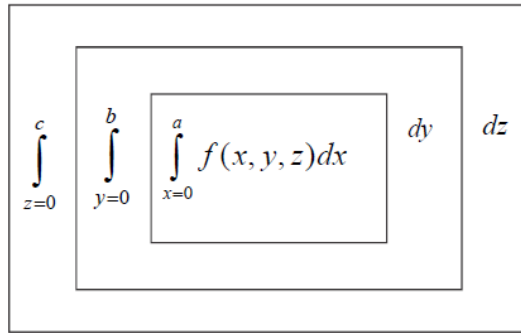 ∫_{z=0}^{c} ∫_{y=0}^{b} ∫_{x=0}^{a} f(x, y, z)dx dy dz